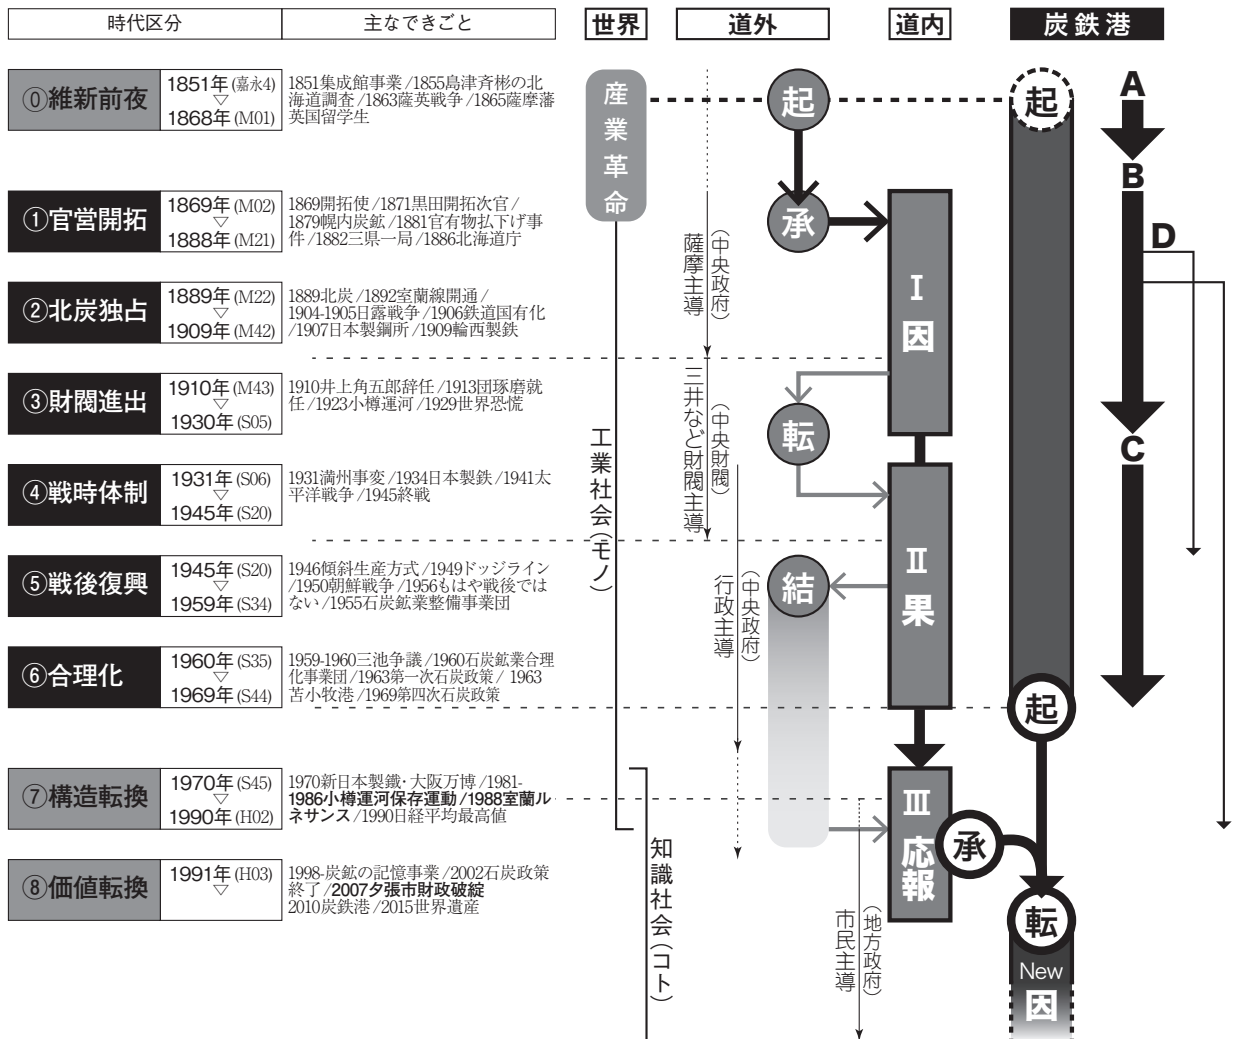 時代区分
主なできごと
世界
道外
道内
炭鉄港
⓪維新前夜
1851年(嘉永4)
▽
1868年(M01)
1851集成館事業/1855島津斉彬の北
海道調査/1863薩英戦争/1865薩摩藩
英国留学生
①官営開拓
1869年(M02)
▽
1888年(M21)
1869開拓使/1871黒田開拓次官/
1879幌内炭鉱/1881官有物払下げ事
件/1882三県一局/1886北海道庁
②北炭独占
1889年(M22)
▽
1909年(M42)
1889北炭/1892室蘭線開通/
1904-1905日露戦争/1906鉄道国有化
/1907日本製鋼所/1909輪西製鉄
③財閥進出
1910年(M43)
▽
1930年(S05)
1910井上角五郎辞任/1913団琢磨就
任/1923小樽運河/1929世界恐慌
④戦時体制
1931年(S06)
▽
1945年(S20)
1931満州事変/1934日本製鉄/1941太
平洋戦争/1945終戦
⑤戦後復興
1945年(S20)
▽
1959年(S34)
1946傾斜生産方式/1949ドッジライン
/1950朝鮮戦争/1956もはや戦後では
ない/1955石炭鉱業整備事業団
⑥合理化
1960年(S35)
▽
1969年(S44)
1959-1960三池争議/1960石炭鉱業合理
化事業団/1963第一次石炭政策/ 1963
苫小牧港/1969第四次石炭政策
⑦構造転換
1970年(S45)
▽
1990年(H02)
1970新日本製鐵・大阪万博/1981-
1986小樽運河保存運動/1988室蘭ル
ネサンス/1990日経平均最高値
⑧価値転換
1991年(H03)
▽
1998-炭鉱の記憶事業/2002石炭政策
終了/2007夕張市財政破綻
2010炭鉄港/2015世界遺産
産業革命
工業社会(モノ)
知識社会(コト)
(中央政府)
薩摩主導
(中央財閥)
三井など財閥主導
(中央政府)
行政主導
(地方政府)
市民主導
起
承
転
結
Ⅰ因
Ⅱ果
Ⅲ応報
起
起
承
転
New
因
A
B
D
C